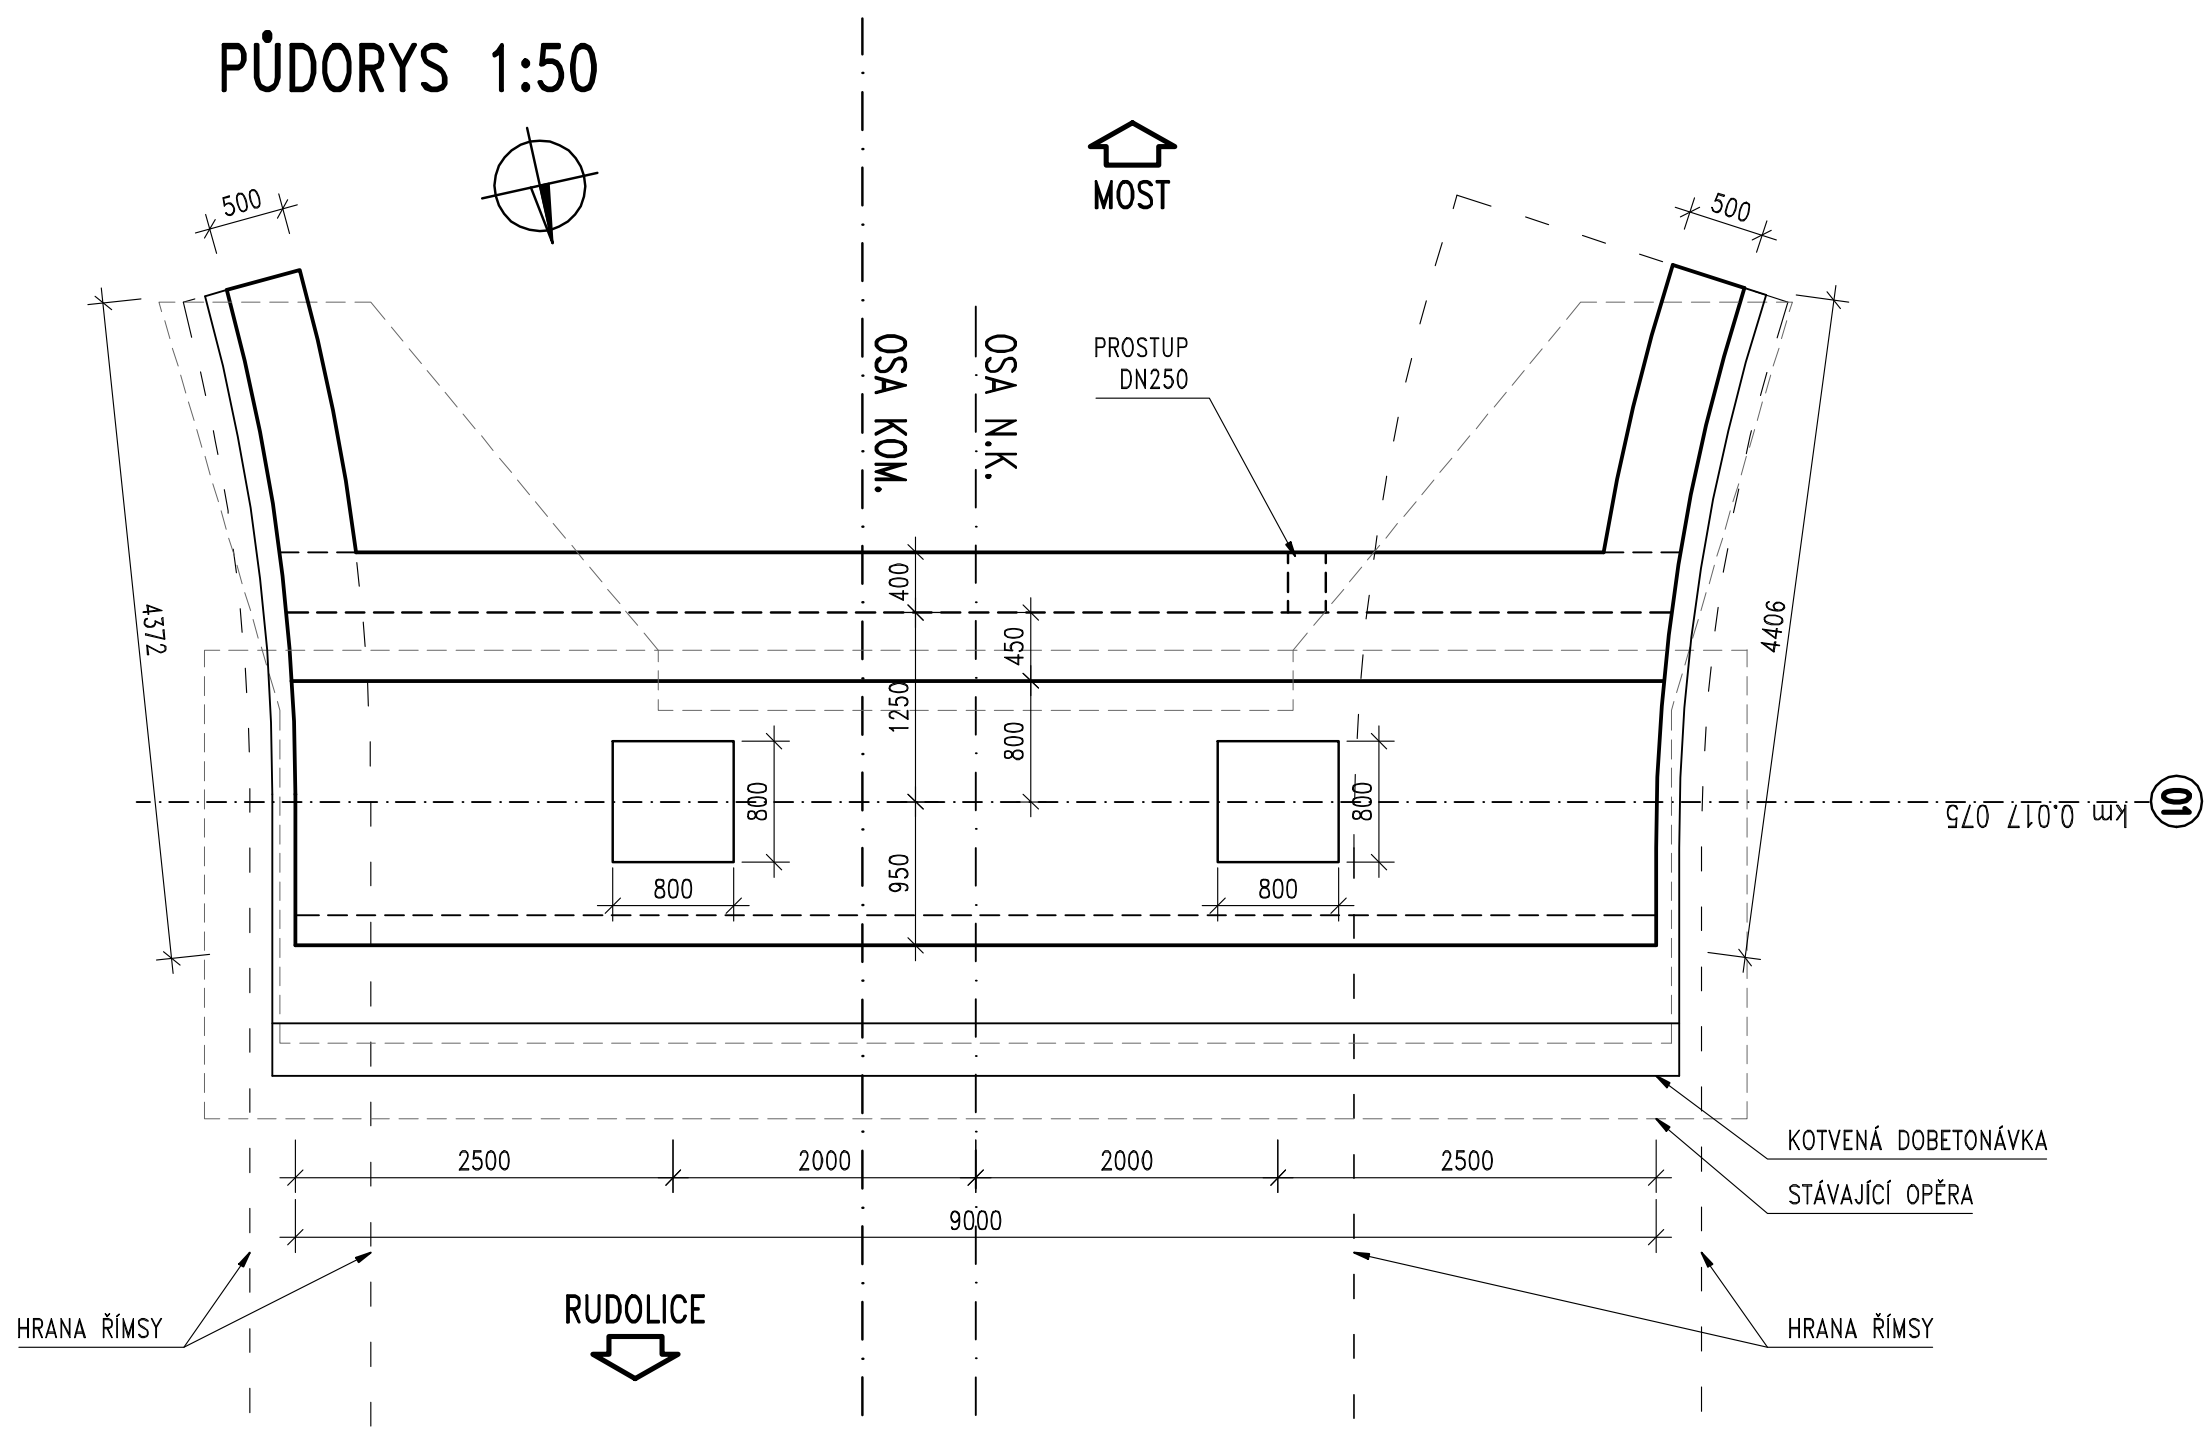 PŮDORYS 1:50
MOST
500
500
OSA KOM.
OSA N.K.
PROSTUP
DN250
400
450
1250
800
950
4372
4406
800
800
800
800
km 0.017 075
01
2500
2000
2000
2500
9000
KOTVENÁ DOBETONÁVKA
STÁVAJÍCÍ OPĚRA
RUDOLICE
HRANA ŘÍMSY
HRANA ŘÍMSY